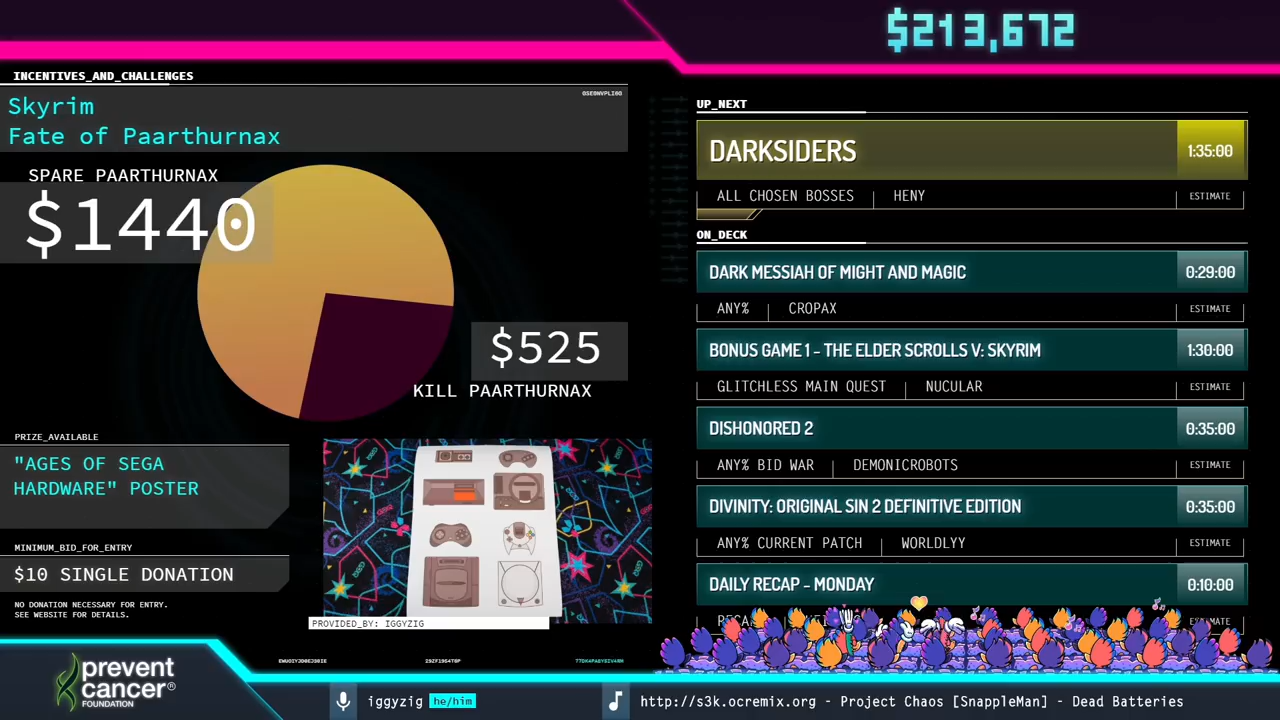 $213,672
INCENTIVES_AND_CHALLENGES
Skyrim
Fate of Paarthurnax
SPARE PAARTHURNAX
$1440
$525
KILL PAARTHURNAX
PRIZE_AVAILABLE
"AGES OF SEGA
HARDWARE" POSTER
MINIMUM_BID_FOR_ENTRY
$10 SINGLE DONATION
NO DONATION NECESSARY FOR ENTRY.
SEE WEBSITE FOR DETAILS.
PROVIDED_BY: IGGYZIG
UP_NEXT
DARKSIDERS 1:35:00
ALL CHOSEN BOSSES HENY ESTIMATE
ON_DECK
DARK MESSIAH OF MIGHT AND MAGIC 0:29:00
ANY% CROPAX ESTIMATE
BONUS GAME 1 - THE ELDER SCROLLS V: SKYRIM 1:30:00
GLITCHLESS MAIN QUEST NUCULAR ESTIMATE
DISHONORED 2 0:35:00
ANY% BID WAR DEMONICROBOTS ESTIMATE
DIVINITY: ORIGINAL SIN 2 DEFINITIVE EDITION 0:35:00
ANY% CURRENT PATCH WORLDLYY ESTIMATE
DAILY RECAP - MONDAY 0:10:00
prevent
cancer®
FOUNDATION
iggyzig he/him
http://s3k.ocremix.org - Project Chaos [SnappleMan] - Dead Batteries